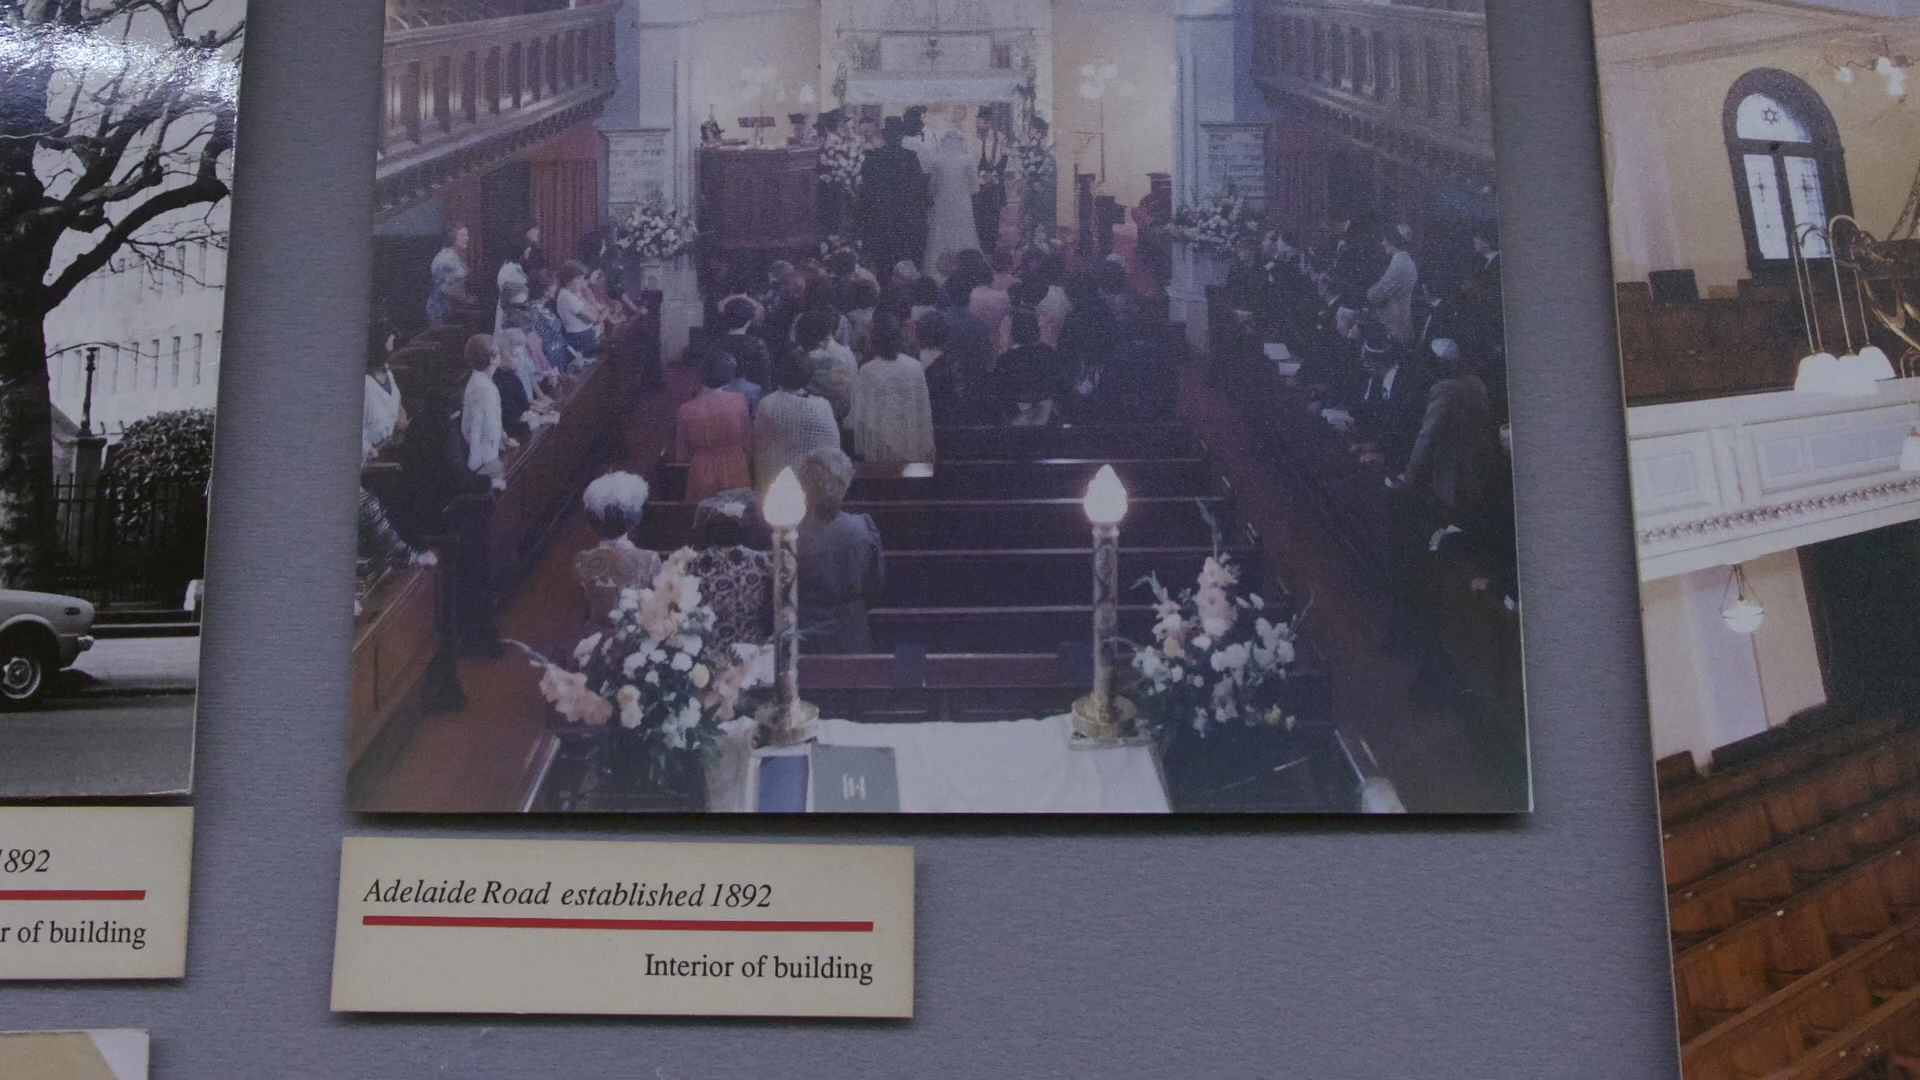 1892
r of building
Adelaide Road established 1892
Interior of building